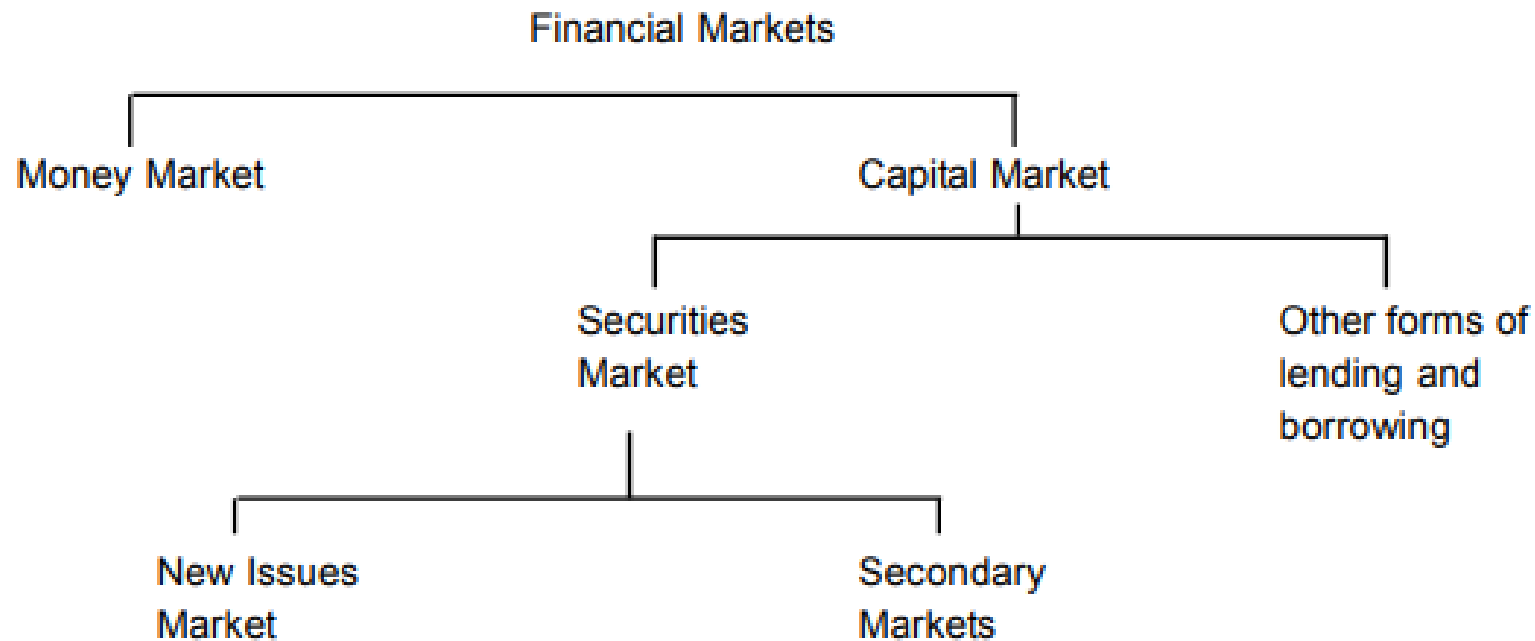 Financial Markets
Money Market
Capital Market
Securities
Market
Other forms of
lending and
borrowing
New Issues
Market
Secondary
Markets